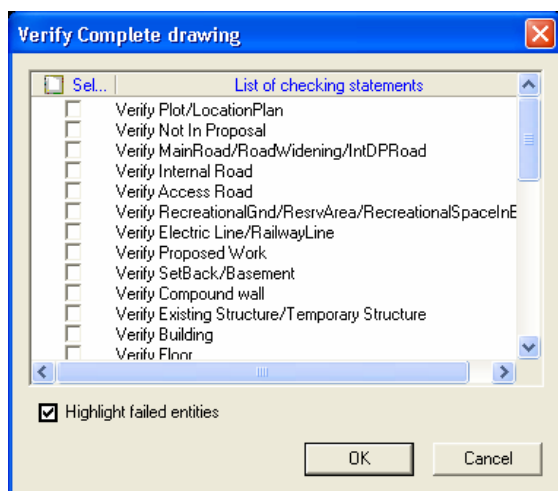 Verify Complete drawing
Sel... List of checking statements
Verify Plot/LocationPlan
Verify Not In Proposal
Verify MainRoad/RoadWidening/IntDPRoad
Verify Internal Road
Verify Access Road
Verify RecreationalGnd/ResrvArea/RecreationalSpaceInE
Verify Electric Line/RailwayLine
Verify Proposed Work
Verify SetBack/Basement
Verify Compound wall
Verify Existing Structure/Temporary Structure
Verify Building
Verify Floor
Highlight failed entities
OK Cancel